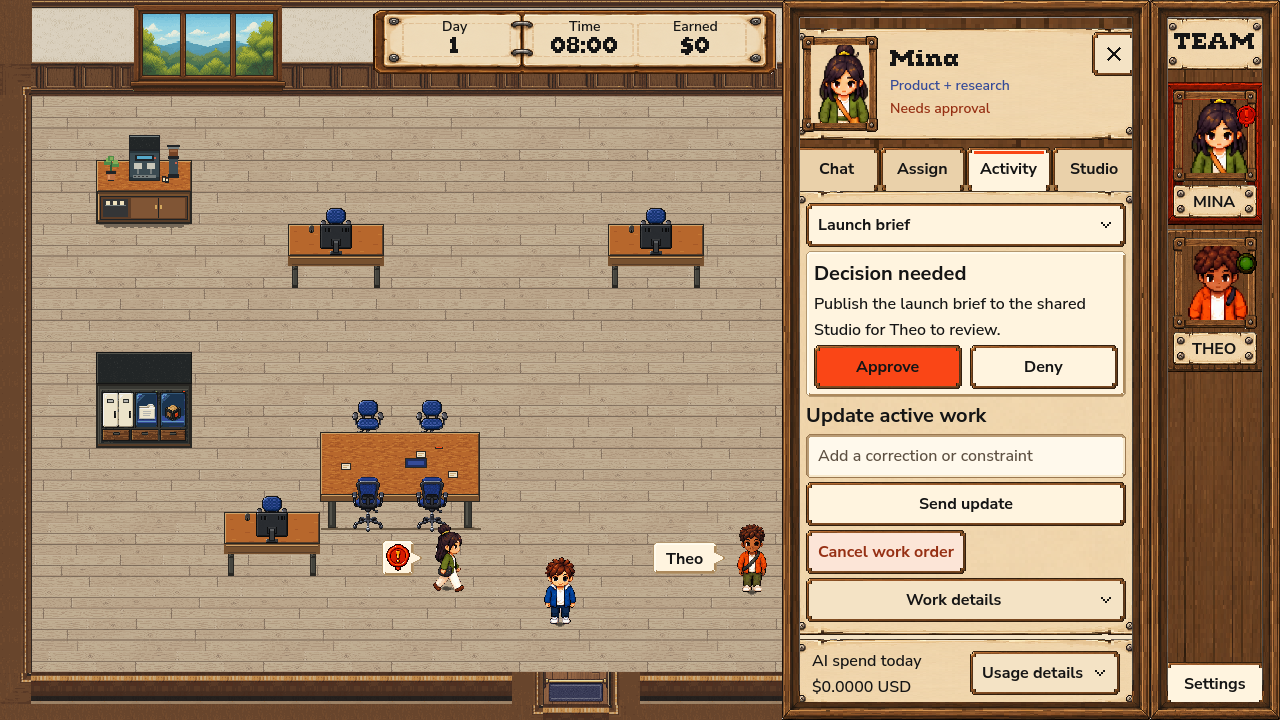 Day
1
Time
08:00
Earned
$0
Theo
Mina
Product + research
Needs approval
Chat
Assign
Activity
Studio
Launch brief
Decision needed
Publish the launch brief to the shared
Studio for Theo to review.
Approve
Deny
Update active work
Add a correction or constraint
Send update
Cancel work order
Work details
AI spend today
$0.0000 USD
Usage details
TEAM
MINA
THEO
Settings